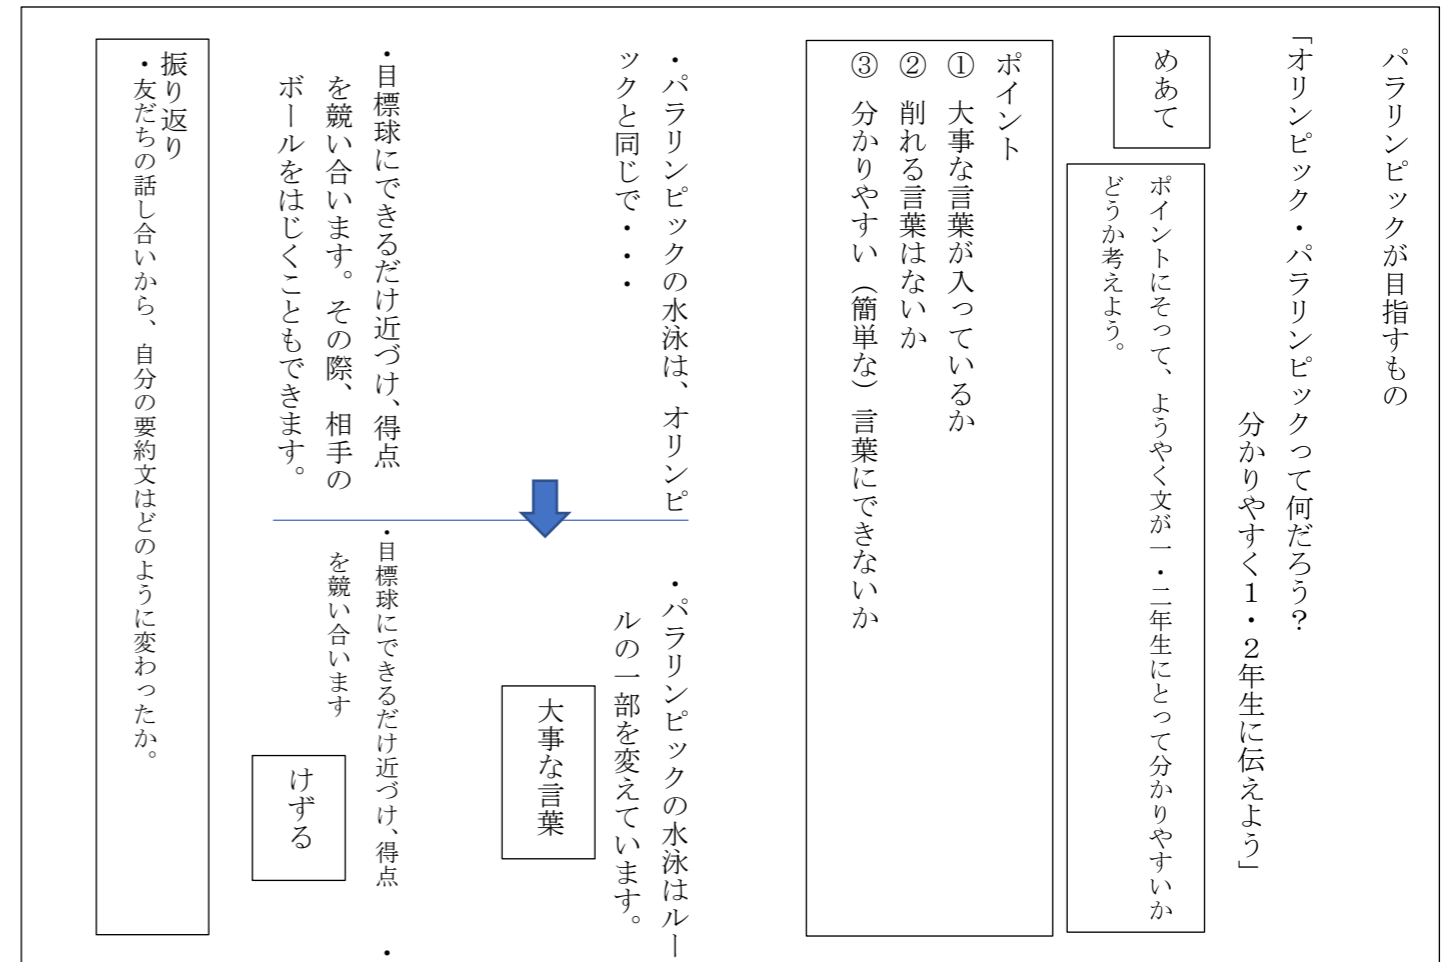 パラリンピックが目指すもの
「オリンピック・パラリンピックって何だろう？
分かりやすく１・２年生に伝えよう」
めあて
ポイントにそって、ようやく文が一・二年生にとって分かりやすいか
どうか考えよう。
ポイント
① 大事な言葉が入っているか
② 削れる言葉はないか
③ 分かりやすい（簡単な）言葉にできないか
・パラリンピックの水泳は、オリンピ
ックと同じで・・・
・目標球にできるだけ近づけ、得点
を競い合います。その際、相手の
ボールをはじくこともできます。
・パラリンピックの水泳はルー
ルの一部を変えています。
大事な言葉
・目標球にできるだけ近づけ、得点
を競い合います
・
けずる
振り返り
・友だちの話し合いから、自分の要約文はどのように変わったか。